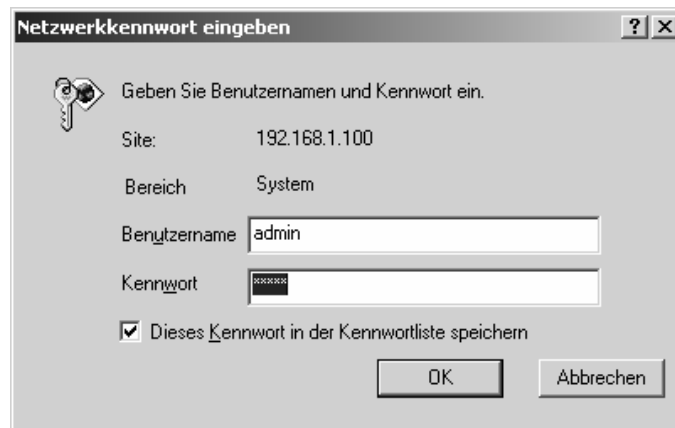 Netzwerkkennwort eingeben
Geben Sie Benutzernamen und Kennwort ein.
Site: 192.168.1.100
Bereich System
Benutzername admin
Kennwort *****
Dieses Kennwort in der Kennwortliste speichern
OK Abbrechen